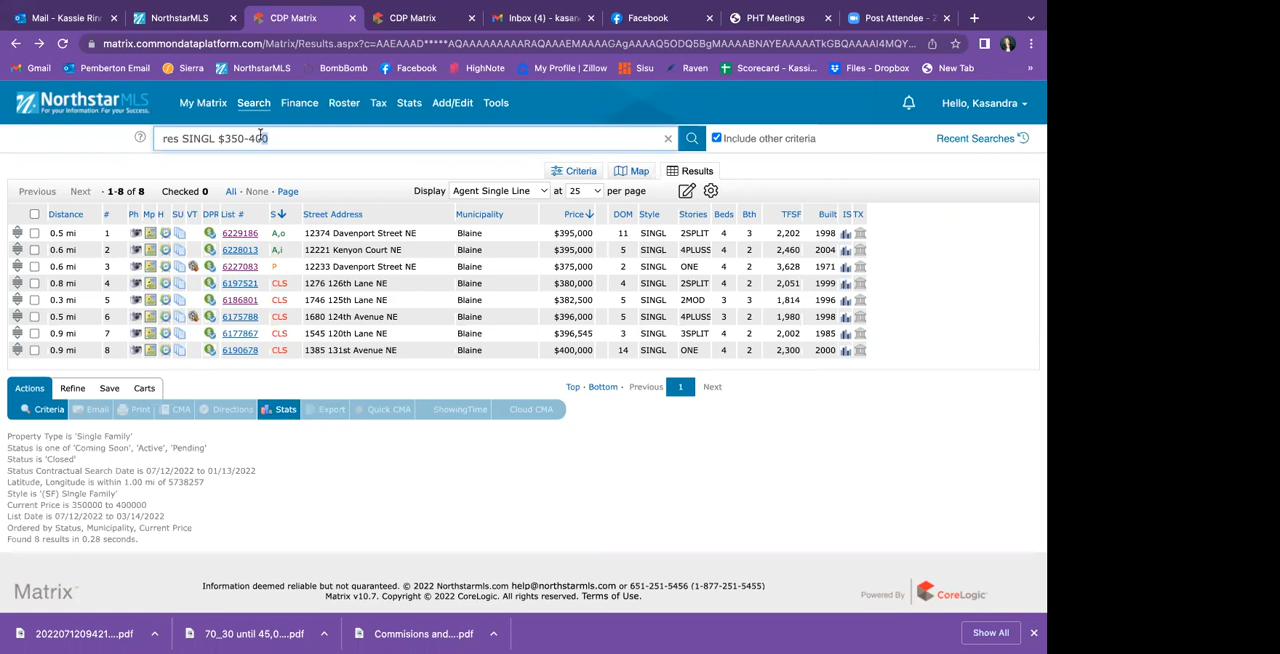 Mail - Kassie Rin
NorthstarMLS
CDP Matrix
CDP Matrix
Inbox (4) - kasan
Facebook
PHT Meetings
Post Attendee - Z
matrix.commondataplatform.com/Matrix/Results.aspx?c=AAEAAAD*****AQAAAAAAAAARAQAAAEMAAAAGAgAAAAQ5ODQ5BgMAAAABNAYEAAAAATkGBQAAAAI4MQY...
Gmail
Pemberton Email
Sierra
NorthstarMLS
BombBomb
Facebook
HighNote
My Profile | Zillow
Sisu
Raven
Scorecard - Kassi...
Files - Dropbox
New Tab
»
NorthstarMLS
Information For Your Success.
My Matrix Search Finance Roster Tax Stats Add/Edit Tools
Hello, Kasandra
res SINGL $350-400
Include other criteria
Recent Searches
Criteria Map Results
Previous Next · 1-8 of 8 Checked 0 All · None · Page
Display Agent Single Line at 25 per page
Distance # Ph Mp H SU VT DPR List # S Street Address Municipality Price DOM Style Stories Beds Bth TFSF Built IS TX
0.5 mi 1 6229186 A,o 12374 Davenport Street NE Blaine $395,000 11 SINGL 2SPLIT 4 3 2,202 1998
0.6 mi 2 6228013 A,i 12221 Kenyon Court NE Blaine $395,000 5 SINGL 4PLUSS 4 2 2,460 2004
0.6 mi 3 6227083 P 12233 Davenport Street NE Blaine $375,000 2 SINGL ONE 4 2 3,628 1971
0.8 mi 4 6197521 CLS 1276 126th Lane NE Blaine $380,000 4 SINGL 2SPLIT 4 2 2,051 1999
0.3 mi 5 6186801 CLS 1746 125th Lane NE Blaine $382,500 5 SINGL 2MOD 3 3 1,814 1996
0.5 mi 6 6175788 CLS 1680 124th Avenue NE Blaine $396,000 5 SINGL 4PLUSS 3 2 1,980 1998
0.9 mi 7 6177867 CLS 1545 120th Lane NE Blaine $396,545 3 SINGL 3SPLIT 4 2 2,002 1985
0.9 mi 8 6190678 CLS 1385 131st Avenue NE Blaine $400,000 14 SINGL ONE 4 2 2,300 2000
Actions Refine Save Carts
Top · Bottom · Previous 1 Next
Criteria Email Print CMA Directions Stats Export Quick CMA ShowingTime Cloud CMA
Property Type is 'Single Family'
Status is one of 'Coming Soon', 'Active', 'Pending'
Status is 'Closed'
Status Contractual Search Date is 07/12/2022 to 01/13/2022
Latitude, Longitude is within 1.00 mi of 5738257
Style is '(SF) Single Family'
Current Price is 350000 to 400000
List Date is 07/12/2022 to 03/14/2022
Ordered by Status, Municipality, Current Price
Found 8 results in 0.28 seconds.
Matrix
Information deemed reliable but not guaranteed. © 2022 Northstarmls.com help@northstarmls.com or 651-251-5456 (1-877-251-5455)
Matrix v10.7. Copyright © 2022 CoreLogic. All rights reserved. Terms of Use.
Powered By CoreLogic
2022071209421....pdf
70_30 until 45,0....pdf
Commisions and....pdf
Show All